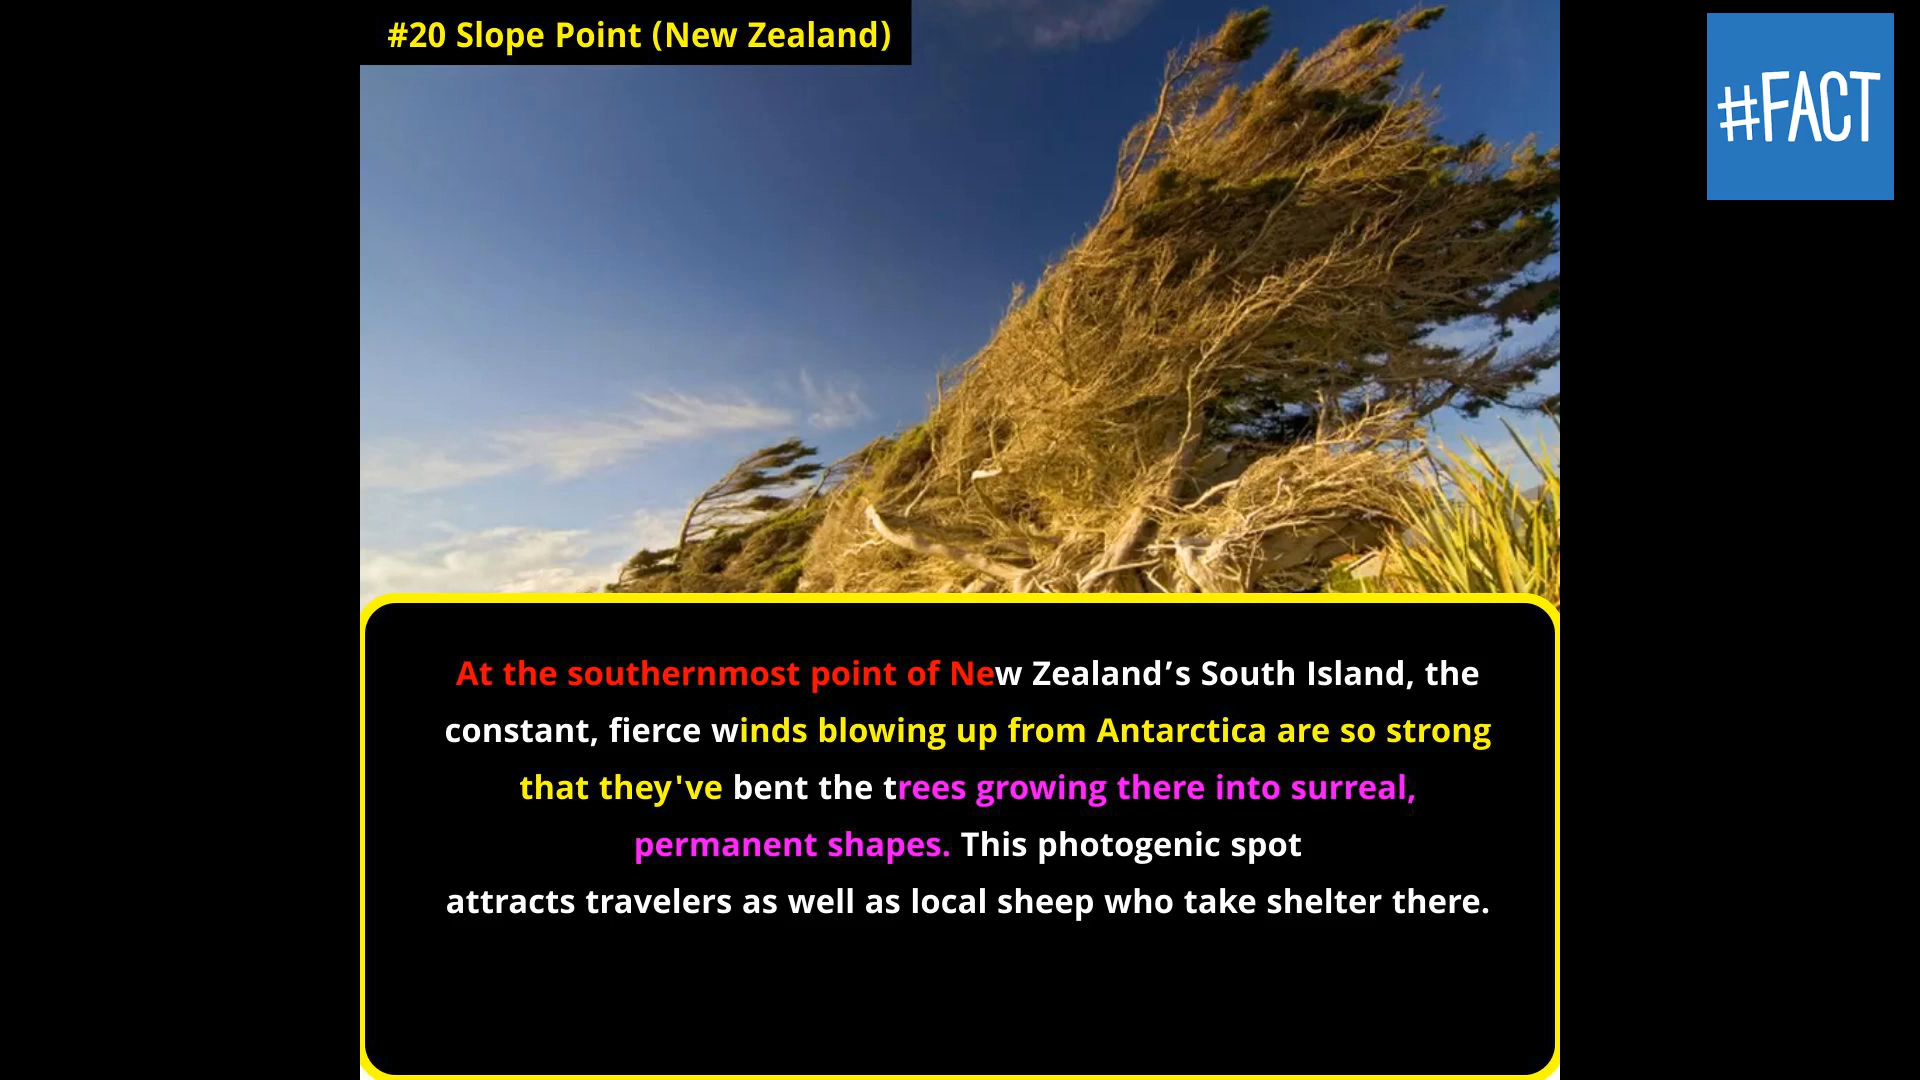 #20 Slope Point (New Zealand)
#FACT
At the southernmost point of New Zealand’s South Island, the
constant, fierce winds blowing up from Antarctica are so strong
that they've bent the trees growing there into surreal,
permanent shapes. This photogenic spot
attracts travelers as well as local sheep who take shelter there.